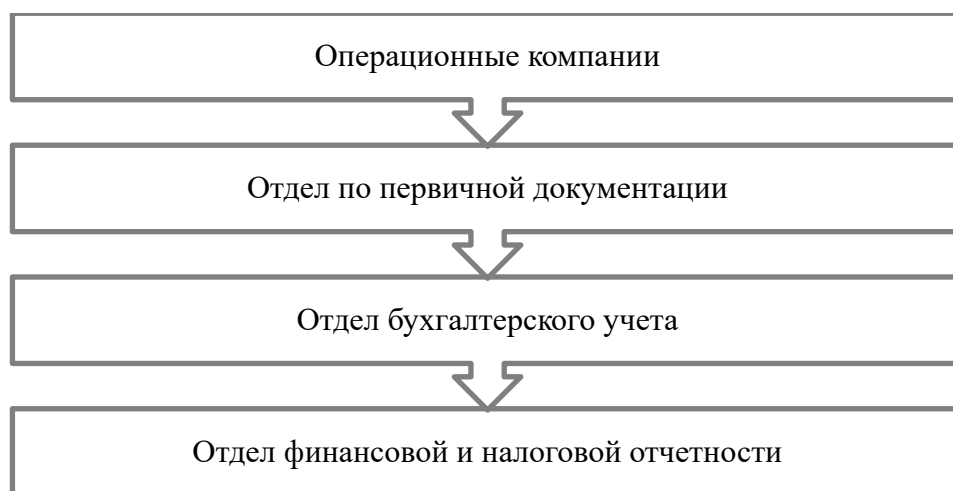 Операционные компании
Отдел по первичной документации
Отдел бухгалтерского учета
Отдел финансовой и налоговой отчетности